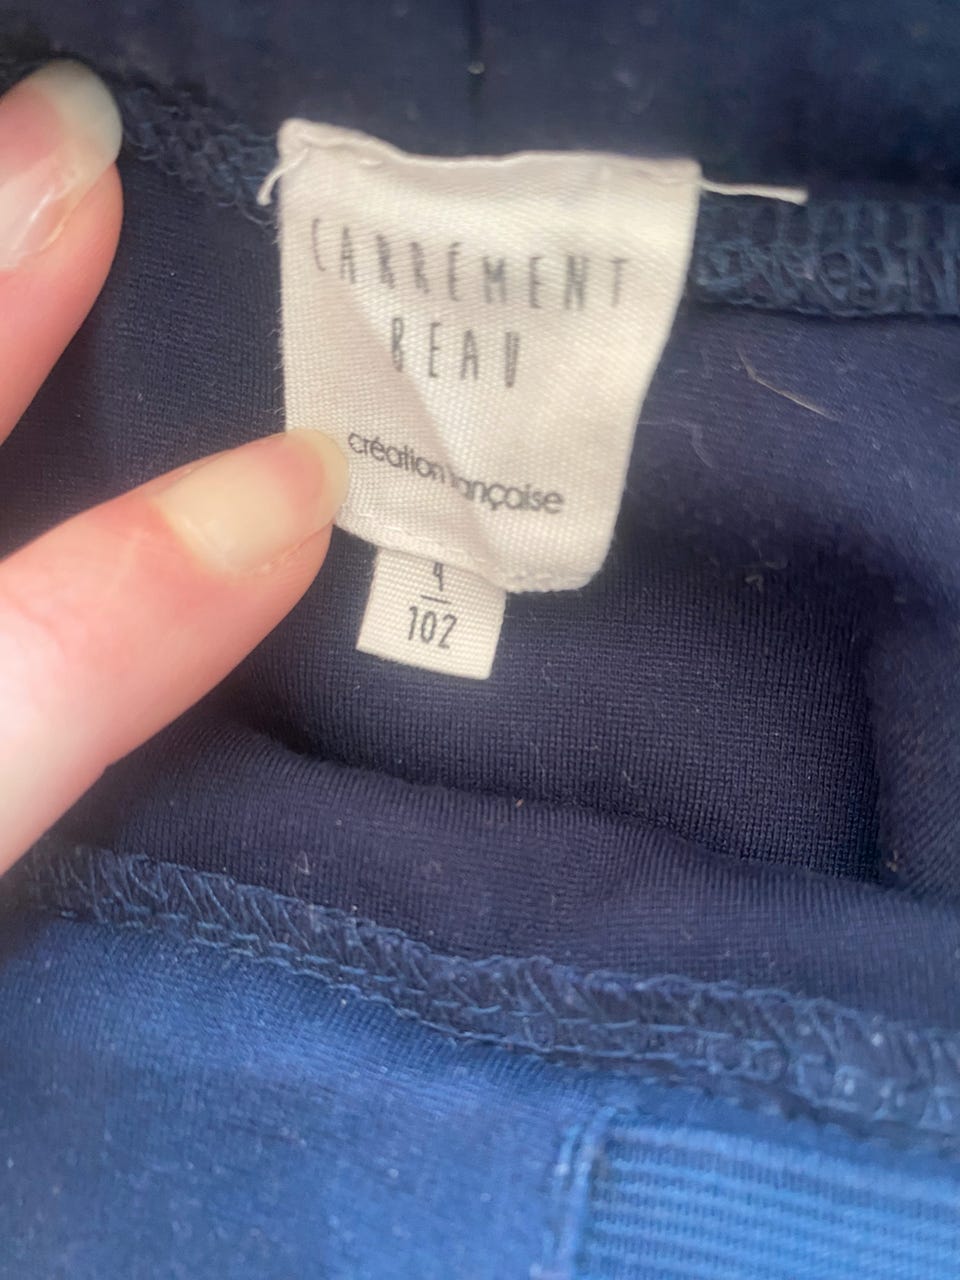 CARREMENT
BEAU
création française
4
102